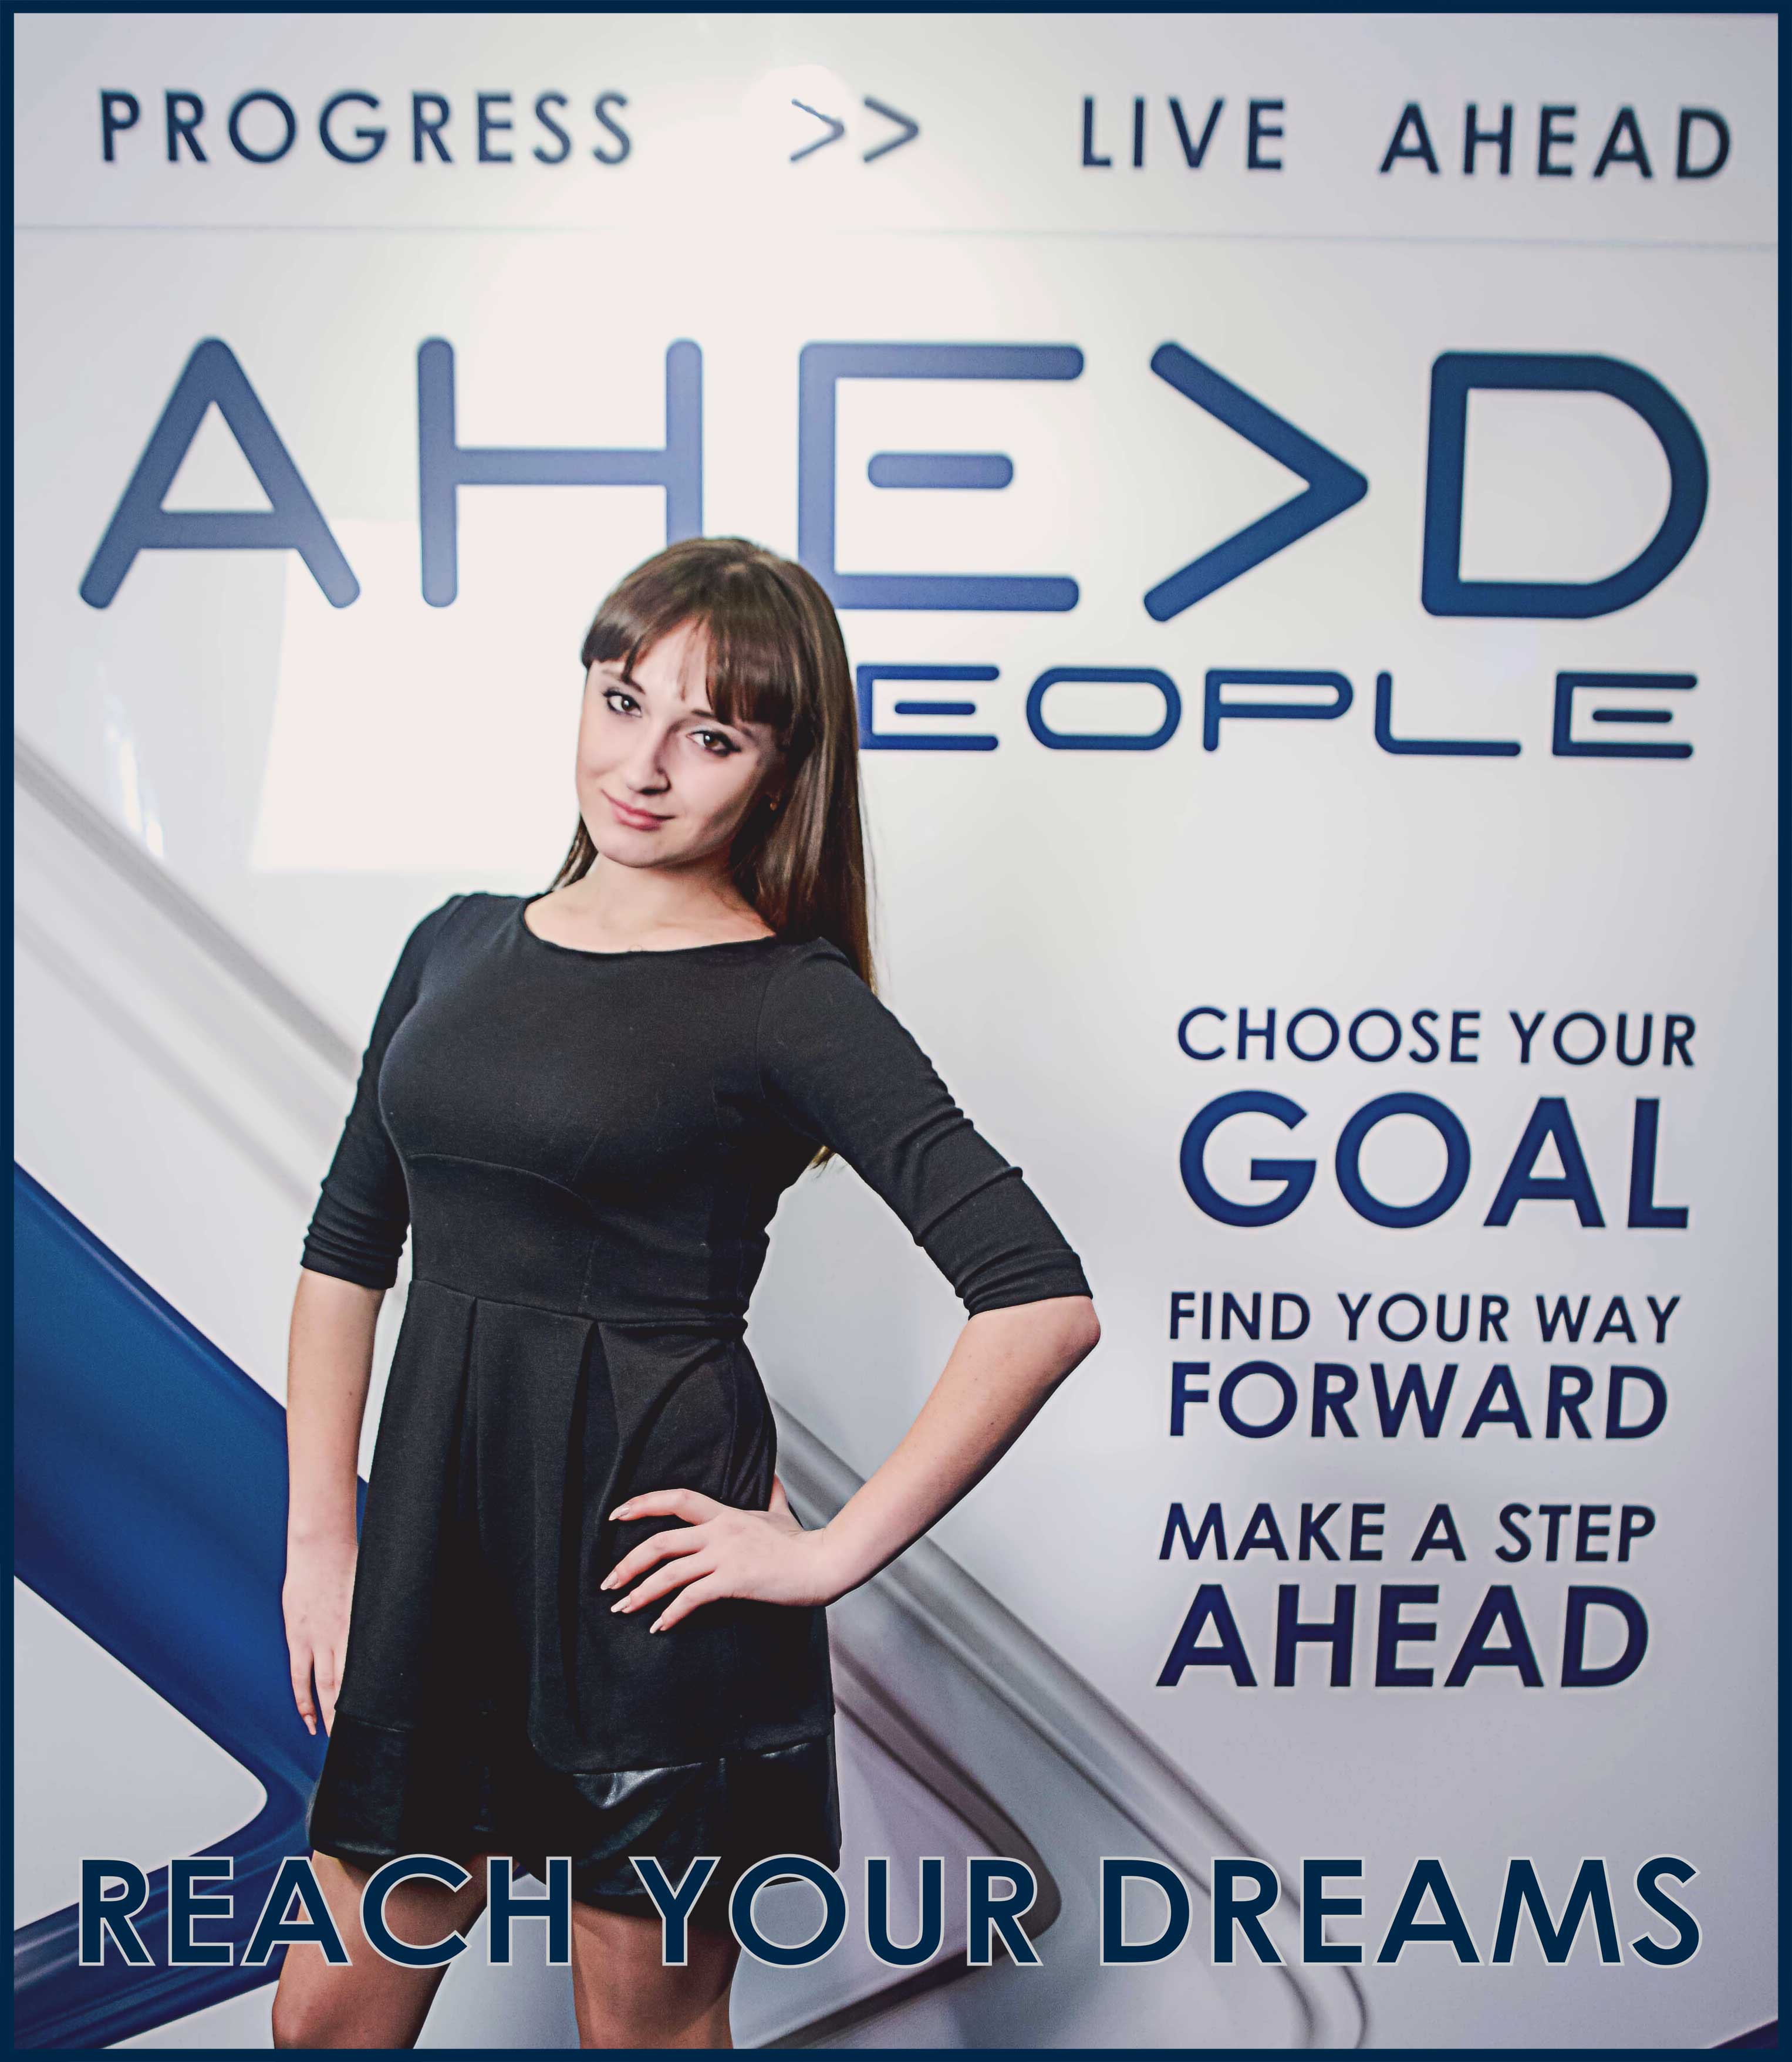 PROGRESS >> LIVE AHEAD
AHE>D
EOPLE
CHOOSE YOUR
GOAL
FIND YOUR WAY
FORWARD
MAKE A STEP
AHEAD
REACH YOUR DREAMS